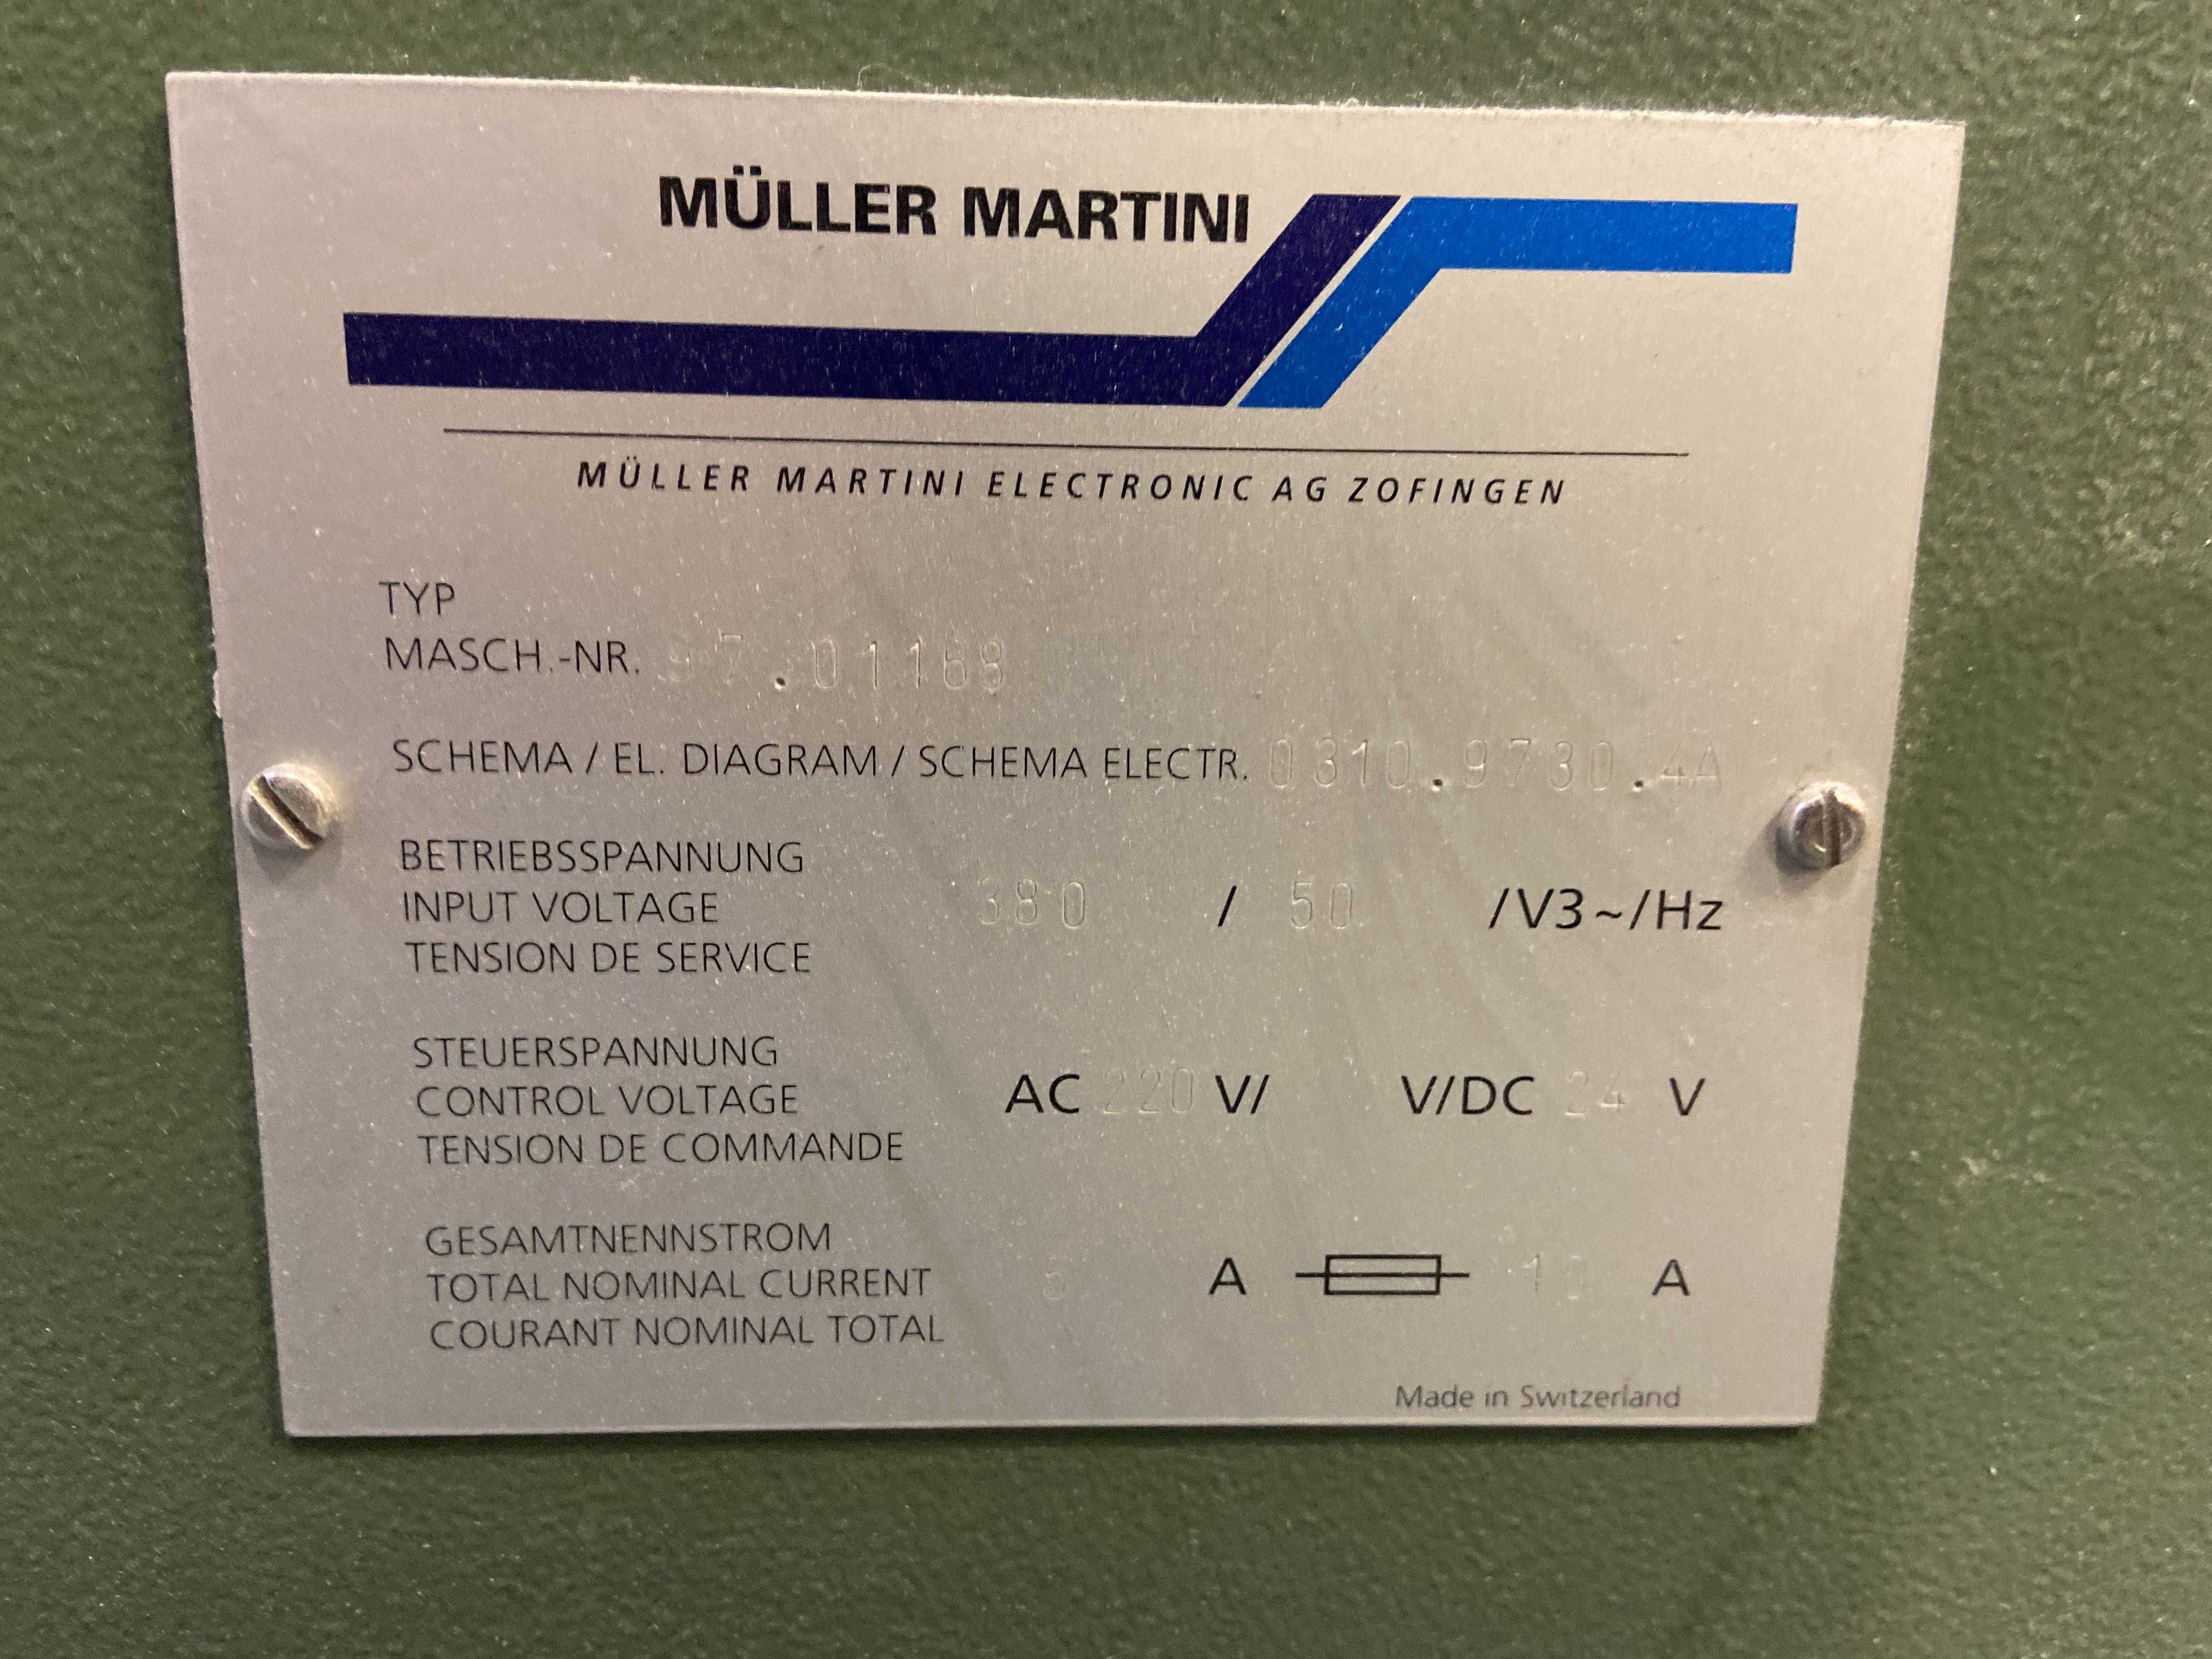 MÜLLER MARTINI
MÜLLER MARTINI ELECTRONIC AG ZOFINGEN
TYP
MASCH.-NR. 97.01168
SCHEMA / EL. DIAGRAM / SCHEMA ELECTR. 0310.9730.4A
BETRIEBSSPANNUNG
INPUT VOLTAGE 380 / 50 /V3~/Hz
TENSION DE SERVICE
STEUERSPANNUNG
CONTROL VOLTAGE AC 220 V/ V/DC 24 V
TENSION DE COMMANDE
GESAMTNENNSTROM
TOTAL NOMINAL CURRENT A 10 A
COURANT NOMINAL TOTAL
Made in Switzerland